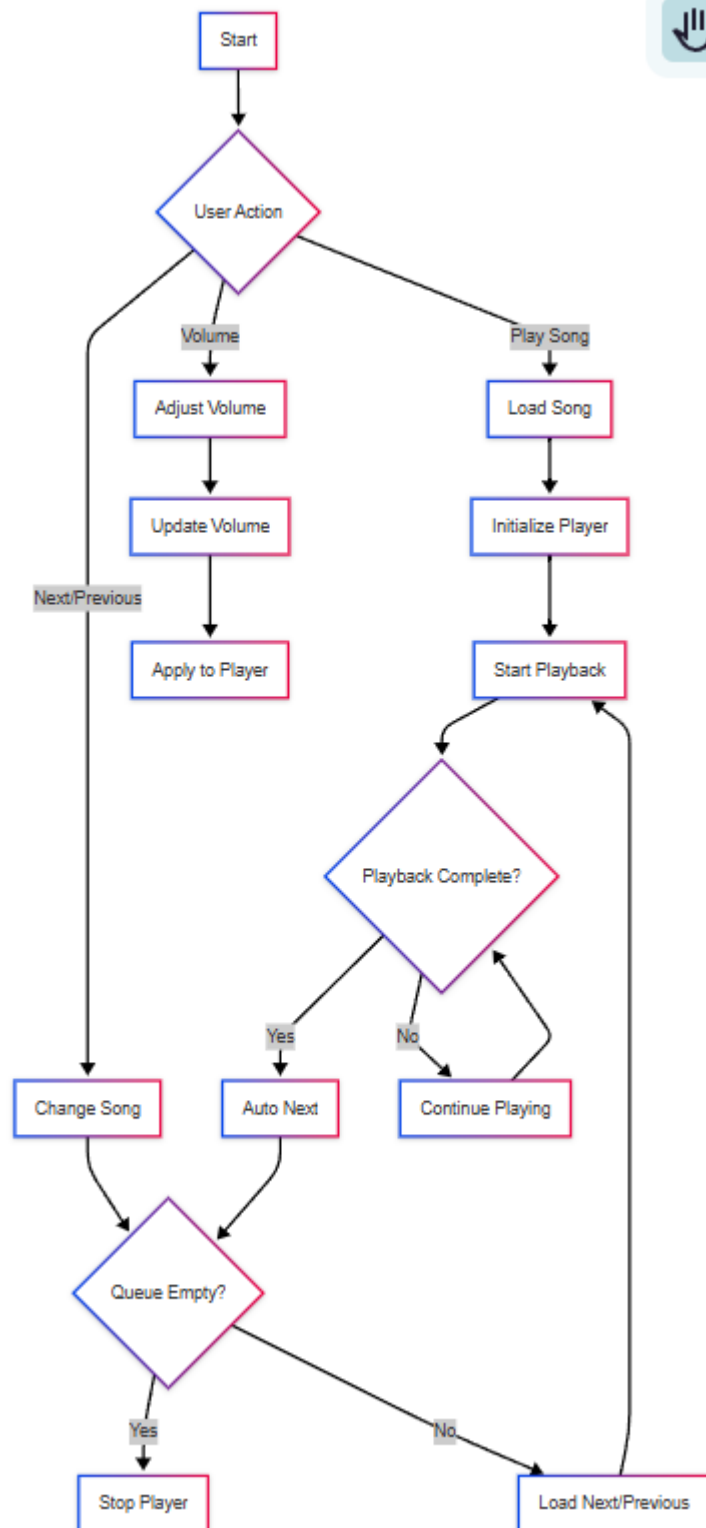 Start
User Action
Volume
Play Song
Adjust Volume
Load Song
Update Volume
Initialize Player
Next/Previous
Apply to Player
Start Playback
Playback Complete?
Yes
No
Change Song
Auto Next
Continue Playing
Queue Empty?
Yes
No
Stop Player
Load Next/Previous